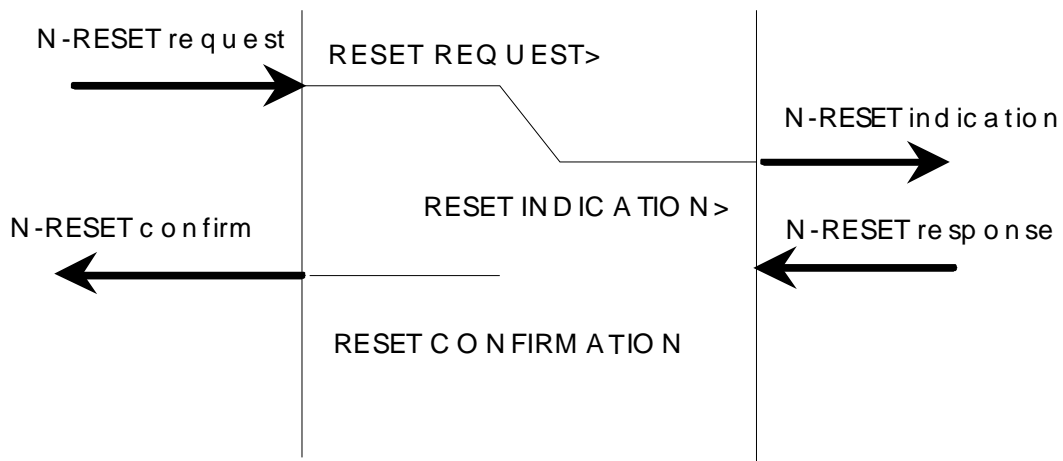 N-RESET request
RESET REQUEST>
N-RESET indication
RESET INDICATION>
N-RESET confirm
N-RESET response
RESET CONFIRMATION